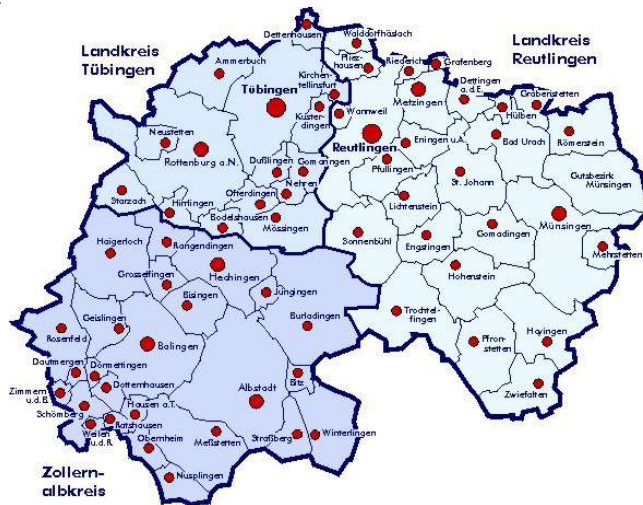 Landkreis
Tübingen
Landkreis
Reutlingen
Zollern-
albkreis
Dettenhausen
Walddorfhäslach
Pliez-
hausen
Riederich
Grafenberg
Ammerbuch
Kirchen-
tellinsfurt
Tübingen
Kuster-
dingen
Wannweil
Metzingen
Dettingen
a.d.E.
Grabenstetten
Hülben
Neustetten
Rottenburg a.N.
Reutlingen
Eningen u.A.
Bad Urach
Römerstein
Dußlingen
Gomaringen
Pfullingen
St. Johann
Gutsbezirk
Münsingen
Nehren
Ofterdingen
Starzach
Hirrlingen
Bodelshausen
Mössingen
Lichtenstein
Münsingen
Sonnenbühl
Engstingen
Gomadingen
Mehrstetten
Haigerloch
Rangendingen
Hechingen
Hohenstein
Grosselfingen
Jungingen
Bisingen
Trochtel-
fingen
Geislingen
Burladingen
Rosenfeld
Balingen
Pfron-
stetten
Hayingen
Dautmergen
Dormettingen
Bitz
Zwiefalten
Zimmern
u.d.B.
Dotternhausen
Albstadt
Schömberg
Hausen a.T.
Weilen
u.d.R.
Ratshausen
Obernheim
Meßstetten
Straßberg
Winterlingen
Nusplingen